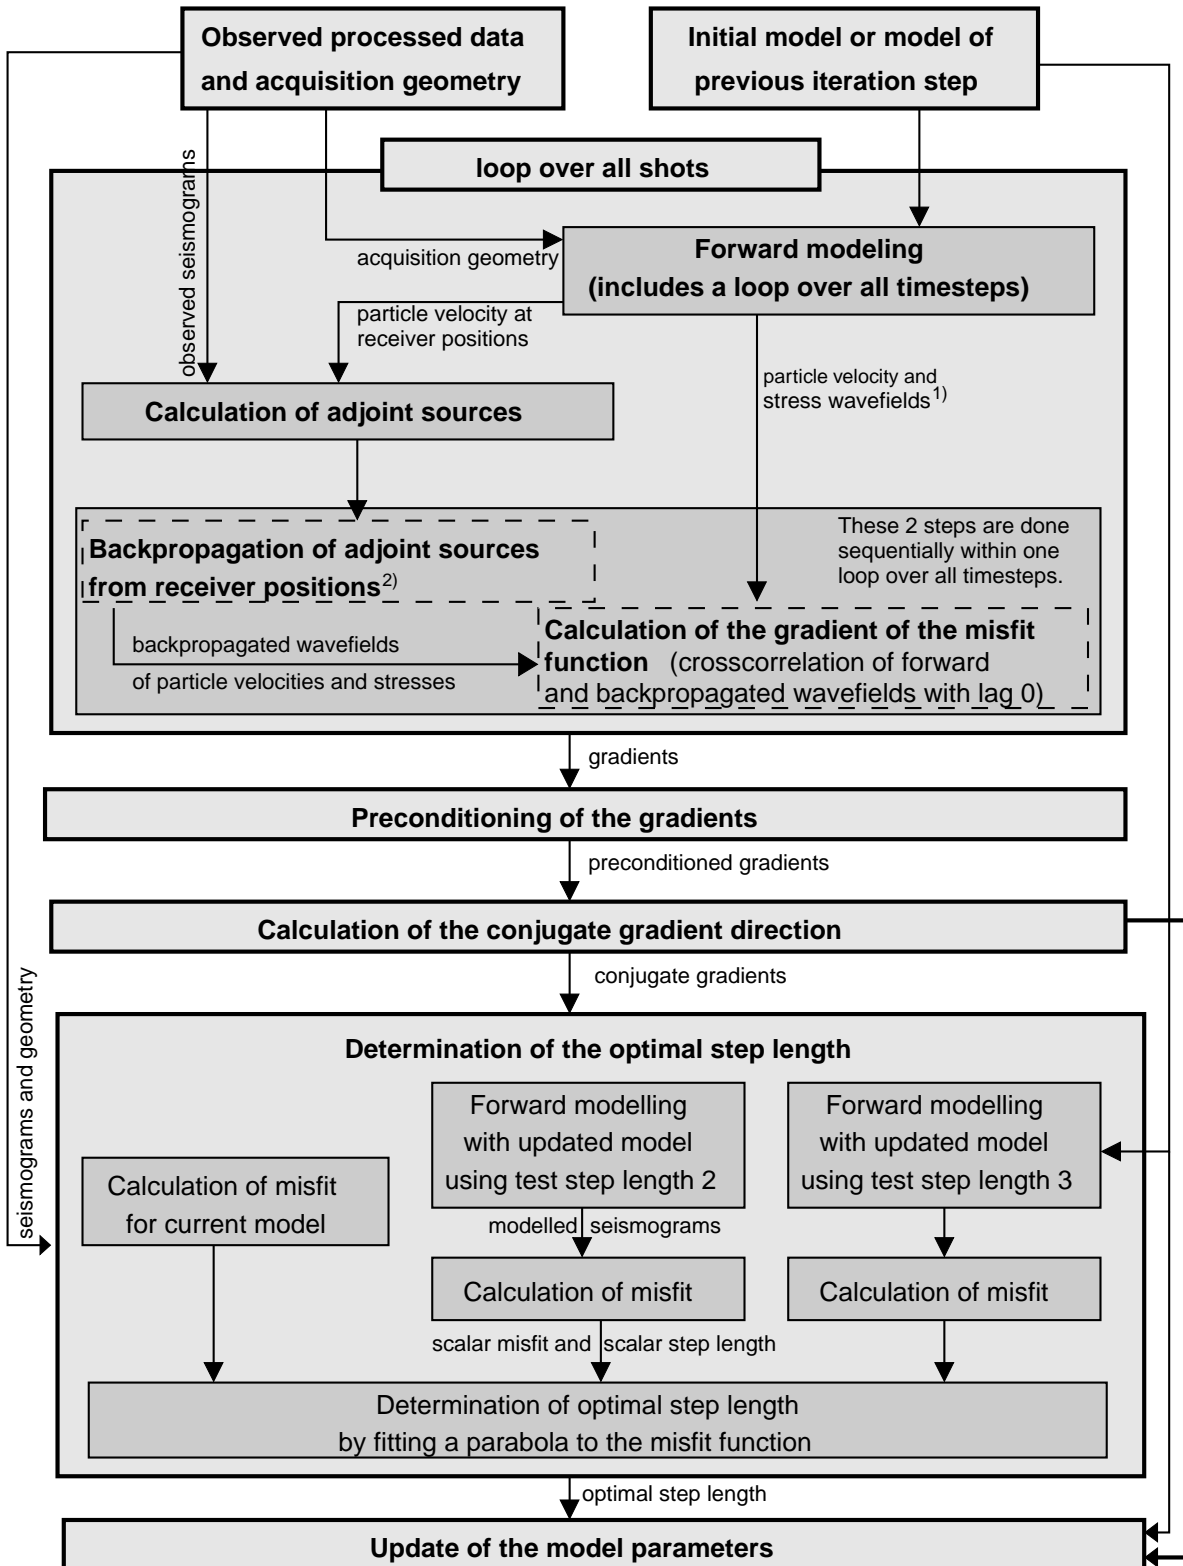 Observed processed data
and acquisition geometry
Initial model or model of
previous iteration step
loop over all shots
observed seismograms
acquisition geometry
Forward modeling
(includes a loop over all timesteps)
particle velocity at
receiver positions
particle velocity and
stress wavefields1)
Calculation of adjoint sources
These 2 steps are done
sequentially within one
loop over all timesteps.
Backpropagation of adjoint sources
from receiver positions2)
backpropagated wavefields
of particle velocities and stresses
Calculation of the gradient of the misfit
function (crosscorrelation of forward
and backpropagated wavefields with lag 0)
gradients
Preconditioning of the gradients
preconditioned gradients
Calculation of the conjugate gradient direction
conjugate gradients
seismograms and geometry
Determination of the optimal step length
Calculation of misfit
for current model
Forward modelling
with updated model
using test step length 2
Forward modelling
with updated model
using test step length 3
modelled seismograms
Calculation of misfit
Calculation of misfit
scalar misfit and scalar step length
Determination of optimal step length
by fitting a parabola to the misfit function
optimal step length
Update of the model parameters